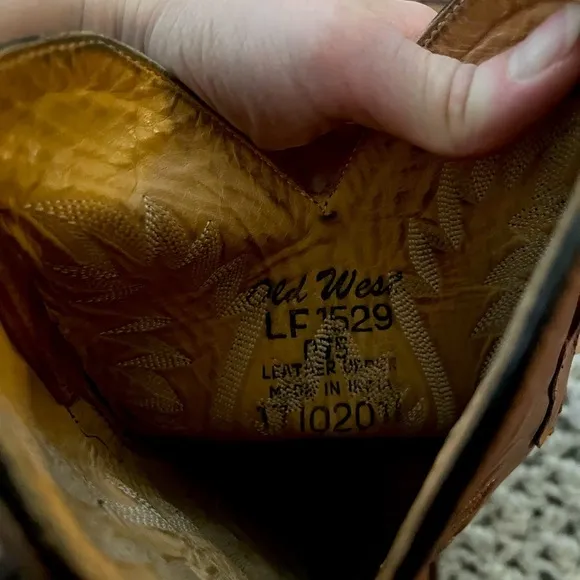 Old West
LF1529
LEATHER UPPER
MADE IN INDIA